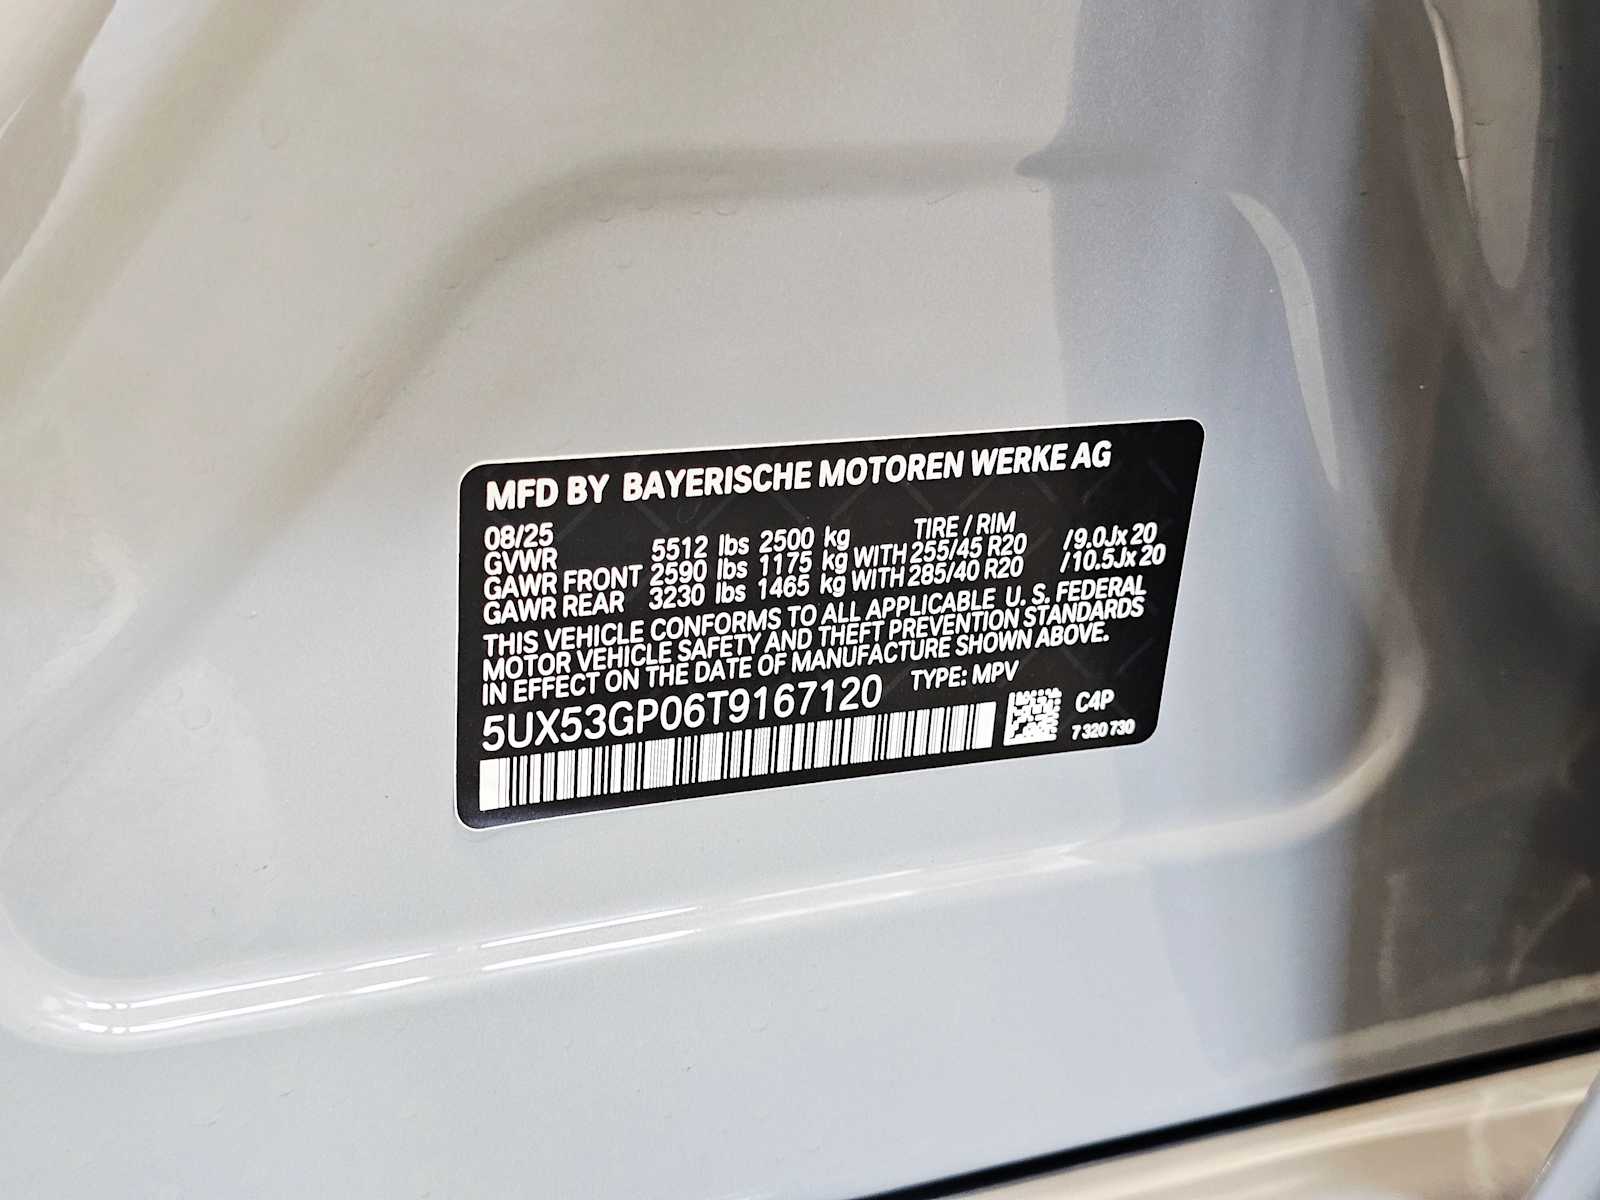 MFD BY BAYERISCHE MOTOREN WERKE AG
08/25 TIRE / RIM
GVWR 5512 lbs 2500 kg
GAWR FRONT 2590 lbs 1175 kg WITH 255/45 R20 /9.0Jx20
GAWR REAR 3230 lbs 1465 kg WITH 285/40 R20 /10.5Jx20
THIS VEHICLE CONFORMS TO ALL APPLICABLE U. S. FEDERAL
MOTOR VEHICLE SAFETY AND THEFT PREVENTION STANDARDS
IN EFFECT ON THE DATE OF MANUFACTURE SHOWN ABOVE.
5UX53GP06T9167120 TYPE: MPV
C4P
7 320 730